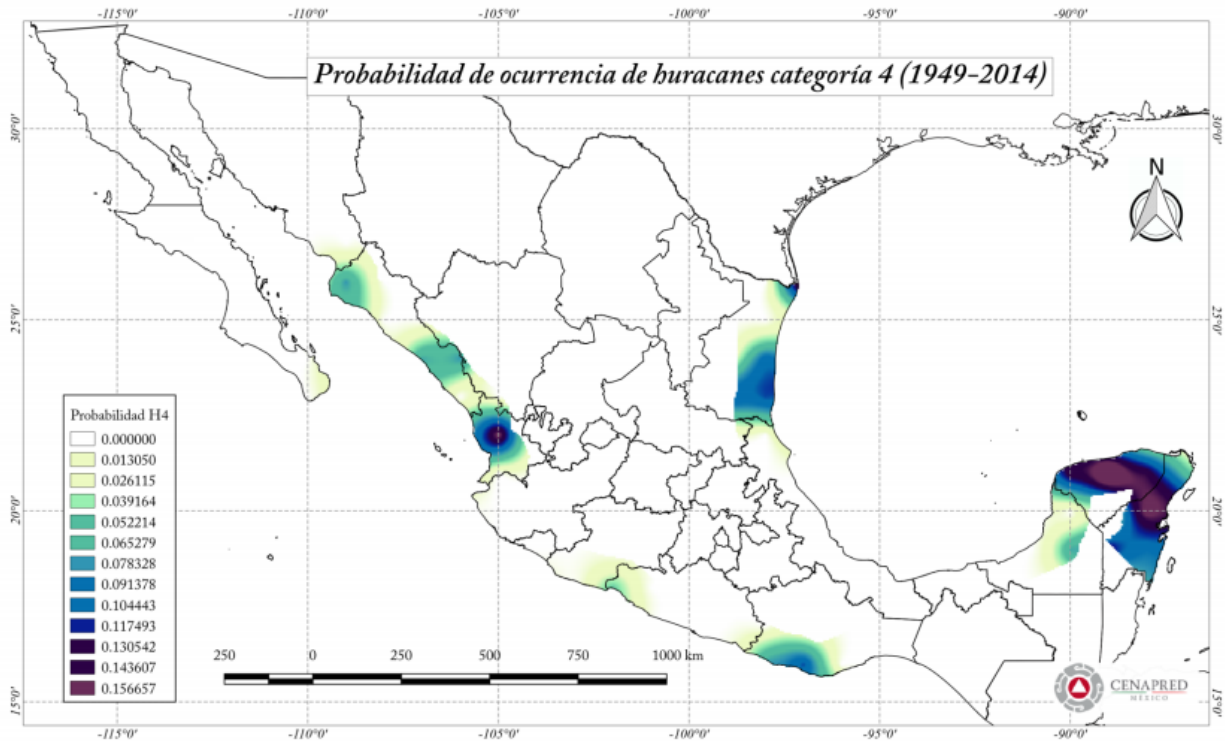 -115°0' -110°0' -105°0' -100°0' -95°0' -90°0'
Probabilidad de ocurrencia de huracanes categoría 4 (1949-2014)
30°0' 30°0'
N
25°0' 25°0'
Probabilidad H4
0.000000
0.013050
0.026115
0.039164
0.052214
0.065279
0.078328
0.091378
0.104443
0.117493
0.130542
0.143607
0.156657
20°0' 20°0'
250 0 250 500 750 1000 km
CENAPRED
MÉXICO
15°0' 15°0'
-115°0' -110°0' -105°0' -100°0' -95°0' -90°0'